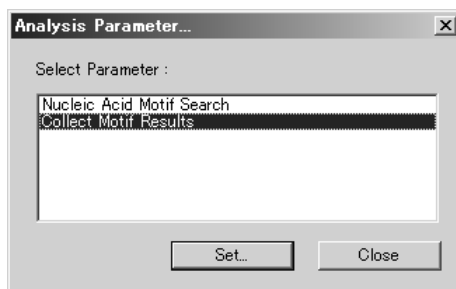 Analysis Parameter...
Select Parameter :
Nucleic Acid Motif Search
Collect Motif Results
Set...
Close